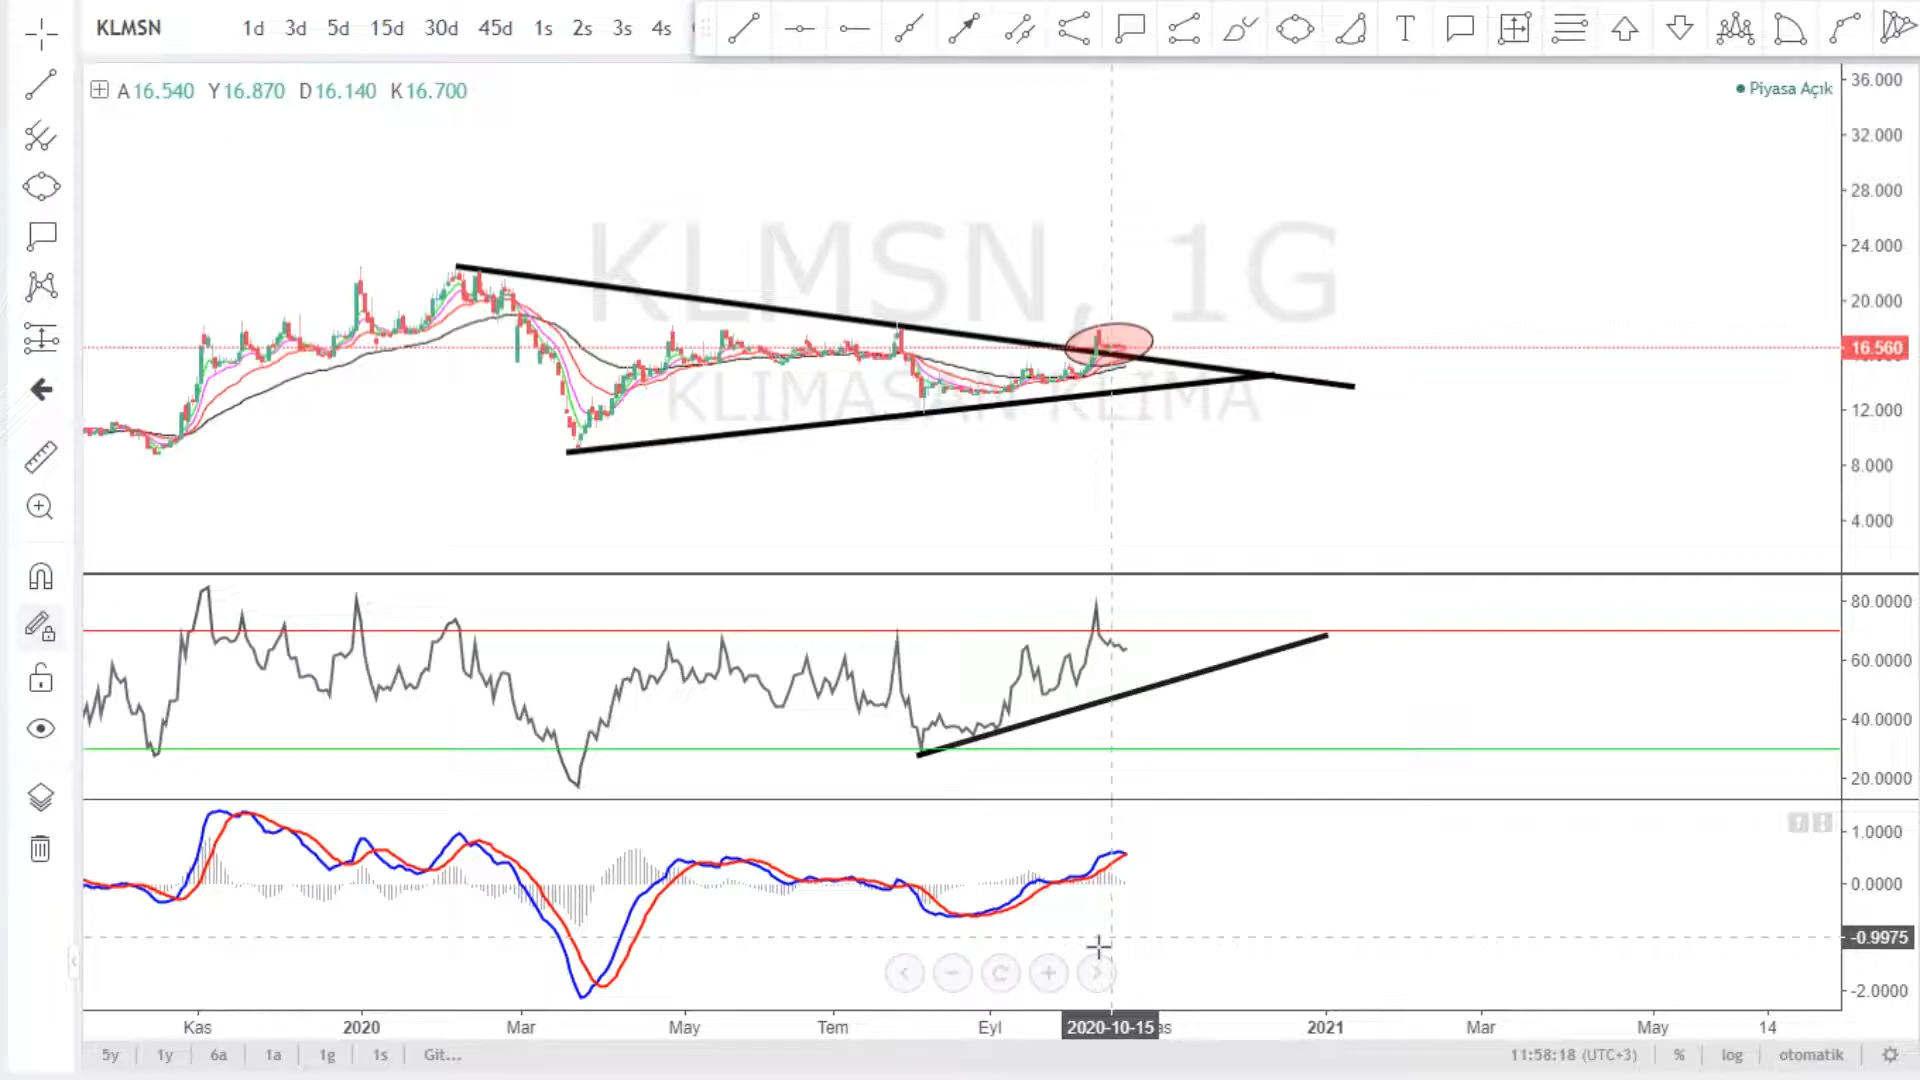 KLMSN 1d 3d 5d 15d 30d 45d 1s 2s 3s 4s
A16.540 Y16.870 D16.140 K16.700
Piyasa Açık
KLMSN, 1G
KLIMASAN KLIMA
36.000
32.000
28.000
24.000
20.000
16.560
12.000
8.000
4.000
80.0000
60.0000
40.0000
20.0000
1.0000
0.0000
-0.9975
-2.0000
Kas 2020 Mar May Tem Eyl 2020-10-15 2021 Mar May 14
5y 1y 6a 1a 1g 1s Git... 11:58:18 (UTC+3) % log otomatik